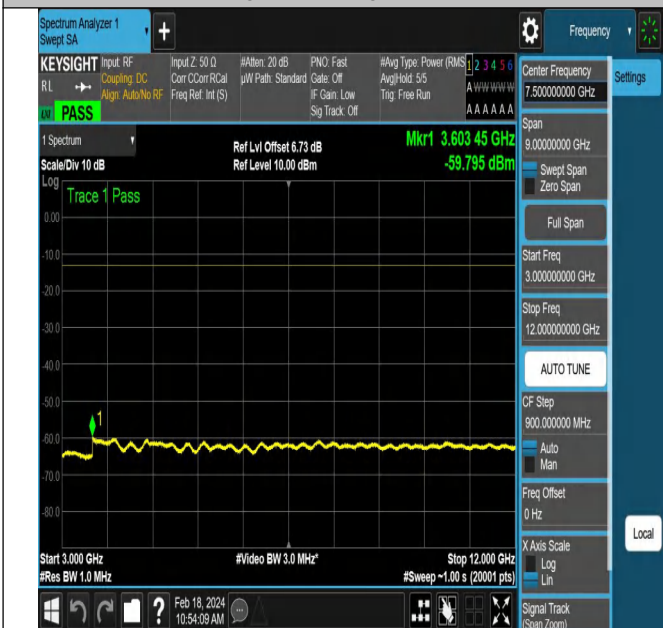 Spectrum Analyzer 1
Swept SA
+
Frequency
KEYSIGHT
RL
LXI
PASS
Input: RF
Coupling: DC
Align: Auto/No RF
Input Z: 50 Ω
Corr CCorr RCal
Freq Ref: Int (S)
#Atten: 20 dB
µW Path: Standard
PNO: Fast
Gate: Off
IF Gain: Low
Sig Track: Off
#Avg Type: Power (RMS
Avg|Hold: 5/5
Trig: Free Run
1 2 3 4 5 6
A W W W W W
A A A A A A
1 Spectrum
Scale/Div 10 dB
Log
Ref Lvl Offset 6.73 dB
Ref Level 10.00 dBm
Mkr1 3.603 45 GHz
-59.795 dBm
Trace 1 Pass
0.00
-10.0
-20.0
-30.0
-40.0
-50.0
-60.0
-70.0
-80.0
1
Start 3.000 GHz
#Res BW 1.0 MHz
#Video BW 3.0 MHz*
Stop 12.000 GHz
#Sweep ~1.00 s (20001 pts)
?
Feb 18, 2024
10:54:09 AM
Center Frequency
7.500000000 GHz
Span
9.00000000 GHz
Swept Span
Zero Span
Full Span
Start Freq
3.000000000 GHz
Stop Freq
12.000000000 GHz
AUTO TUNE
CF Step
900.000000 MHz
Auto
Man
Freq Offset
0 Hz
X Axis Scale
Log
Lin
Signal Track
(Span Zoom)
Settings
Local